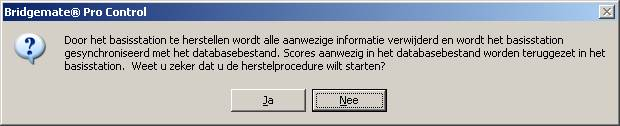 Bridgemate® Pro Control
Door het basisstation te herstellen wordt alle aanwezige informatie verwijderd en wordt het basisstation
gesynchroniseerd met het databasebestand. Scores aanwezig in het databasebestand worden teruggezet in het
basisstation. Weet u zeker dat u de herstelprocedure wilt starten?
Ja Nee